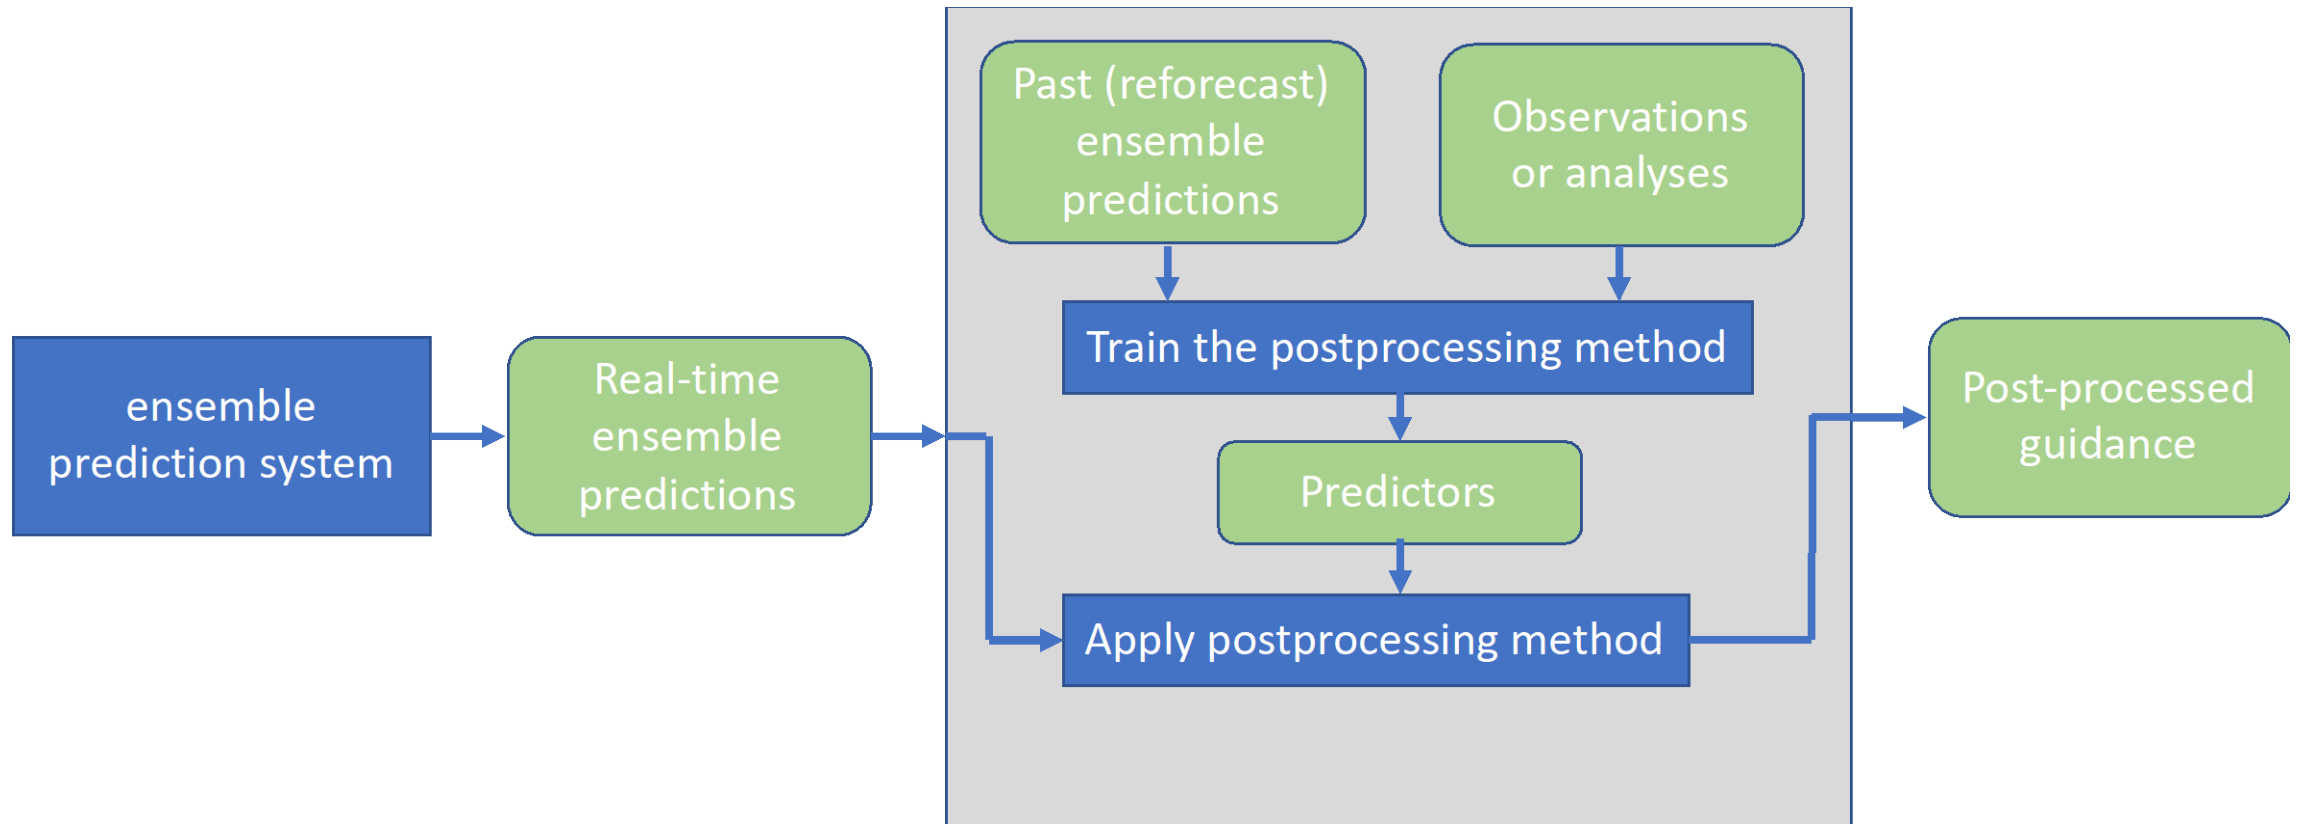 ensemble
prediction system
Real-time
ensemble
predictions
Past (reforecast)
ensemble
predictions
Observations
or analyses
Train the postprocessing method
Predictors
Apply postprocessing method
Post-processed
guidance